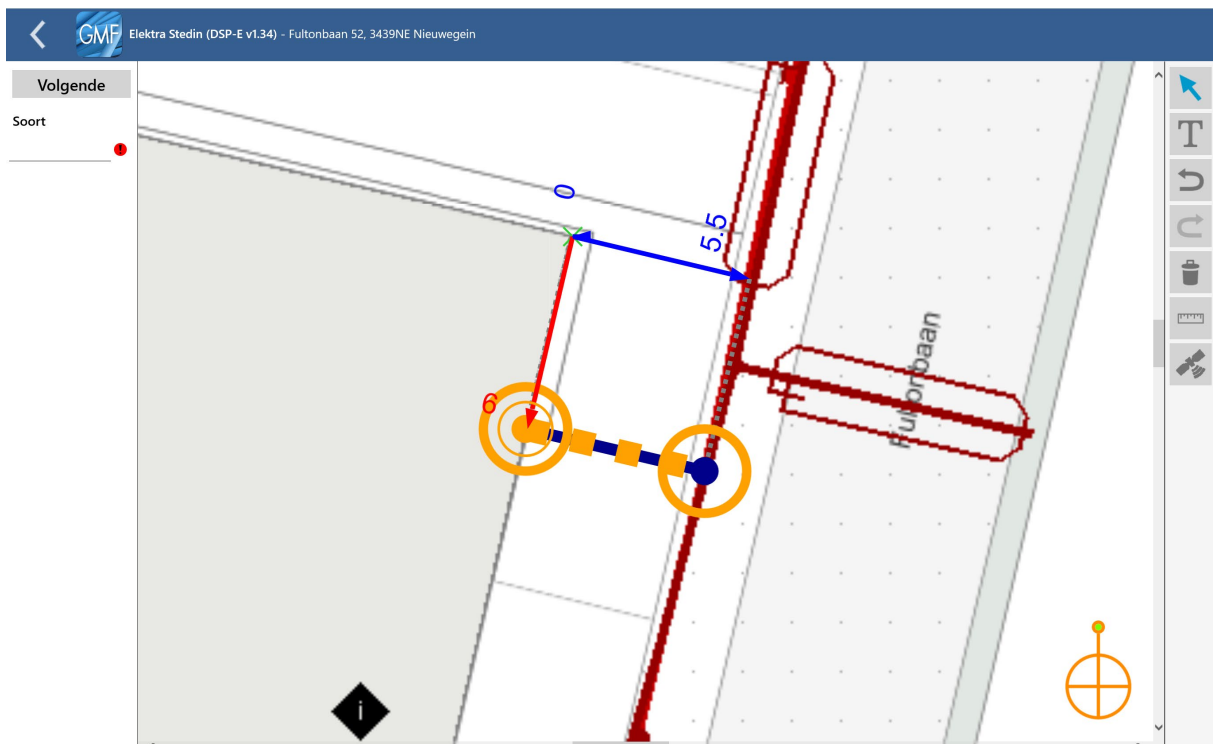 GMF
Elektra Stedin (DSP-E v1.34) - Fultonbaan 52, 3439NE Nieuwegein
Volgende
Soort
!
0
5.5
6
Fultonbaan
i
T